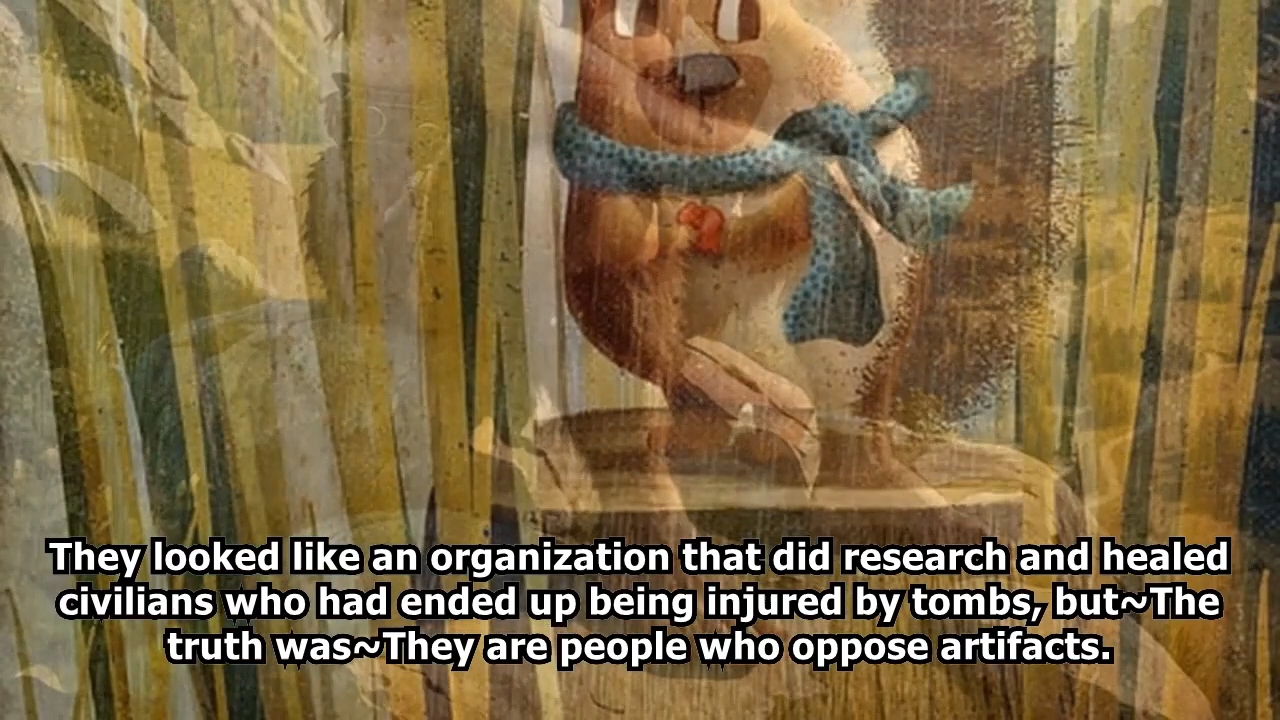 They looked like an organization that did research and healed
civilians who had ended up being injured by tombs, but~The
truth was~They are people who oppose artifacts.